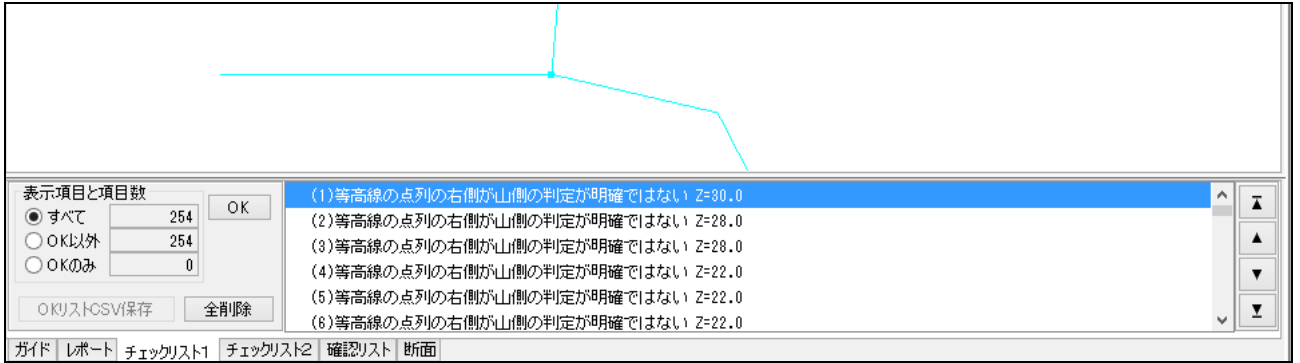 表示項目と項目数
すべて 254
OK以外 254
OKのみ 0
OK
OKリストCSV保存 全削除
(1)等高線の点列の右側が山側の判定が明確ではない Z=30.0
(2)等高線の点列の右側が山側の判定が明確ではない Z=28.0
(3)等高線の点列の右側が山側の判定が明確ではない Z=28.0
(4)等高線の点列の右側が山側の判定が明確ではない Z=22.0
(5)等高線の点列の右側が山側の判定が明確ではない Z=22.0
(6)等高線の点列の右側が山側の判定が明確ではない Z=22.0
ガイド レポート チェックリスト1 チェックリスト2 確認リスト 断面